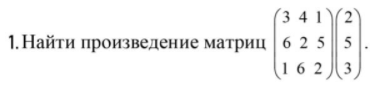 1. Найти произведение матриц (3 4 1) (2)
(6 2 5) (5)
(1 6 2) (3).